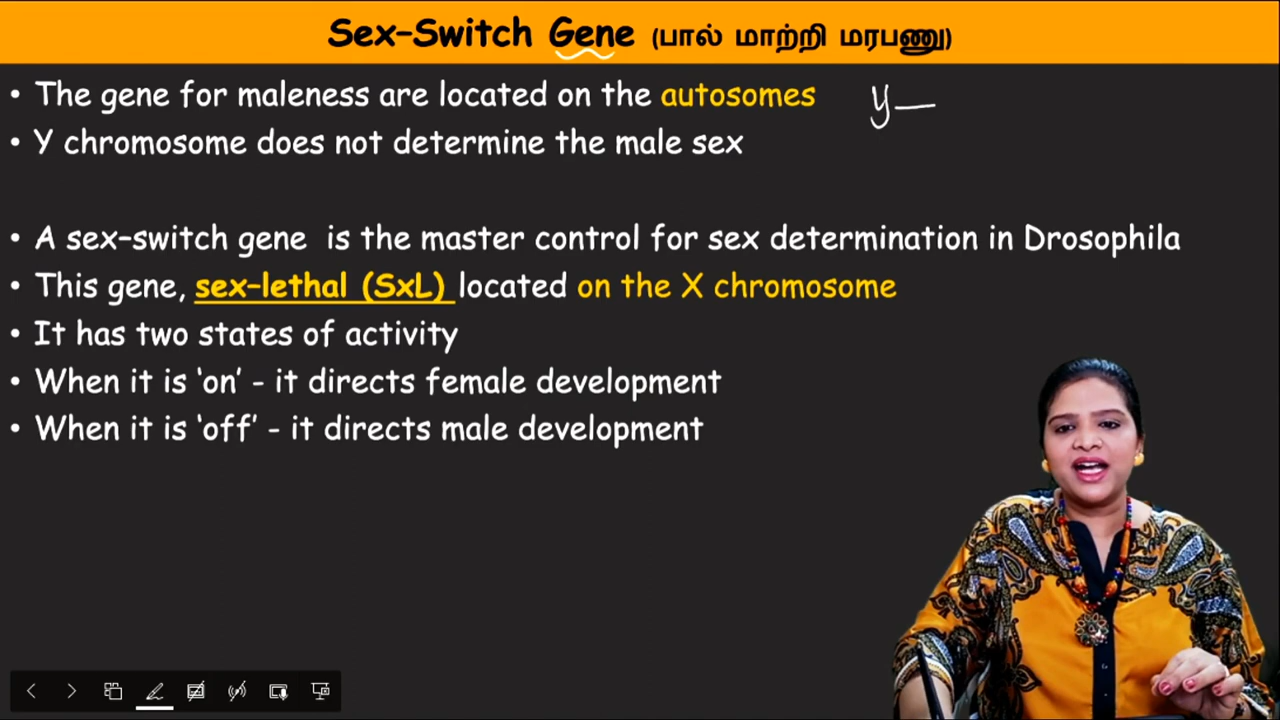 Sex-Switch Gene (பால் மாற்றி மரபணு)
• The gene for maleness are located on the autosomes
y—
• Y chromosome does not determine the male sex
• A sex-switch gene is the master control for sex determination in Drosophila
• This gene, sex-lethal (SxL) located on the X chromosome
• It has two states of activity
• When it is ‘on’ - it directs female development
• When it is ‘off’ - it directs male development